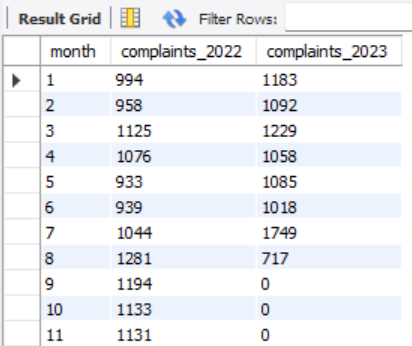 Result Grid Filter Rows:
month complaints_2022 complaints_2023
1 994 1183
2 958 1092
3 1125 1229
4 1076 1058
5 933 1085
6 939 1018
7 1044 1749
8 1281 717
9 1194 0
10 1133 0
11 1131 0